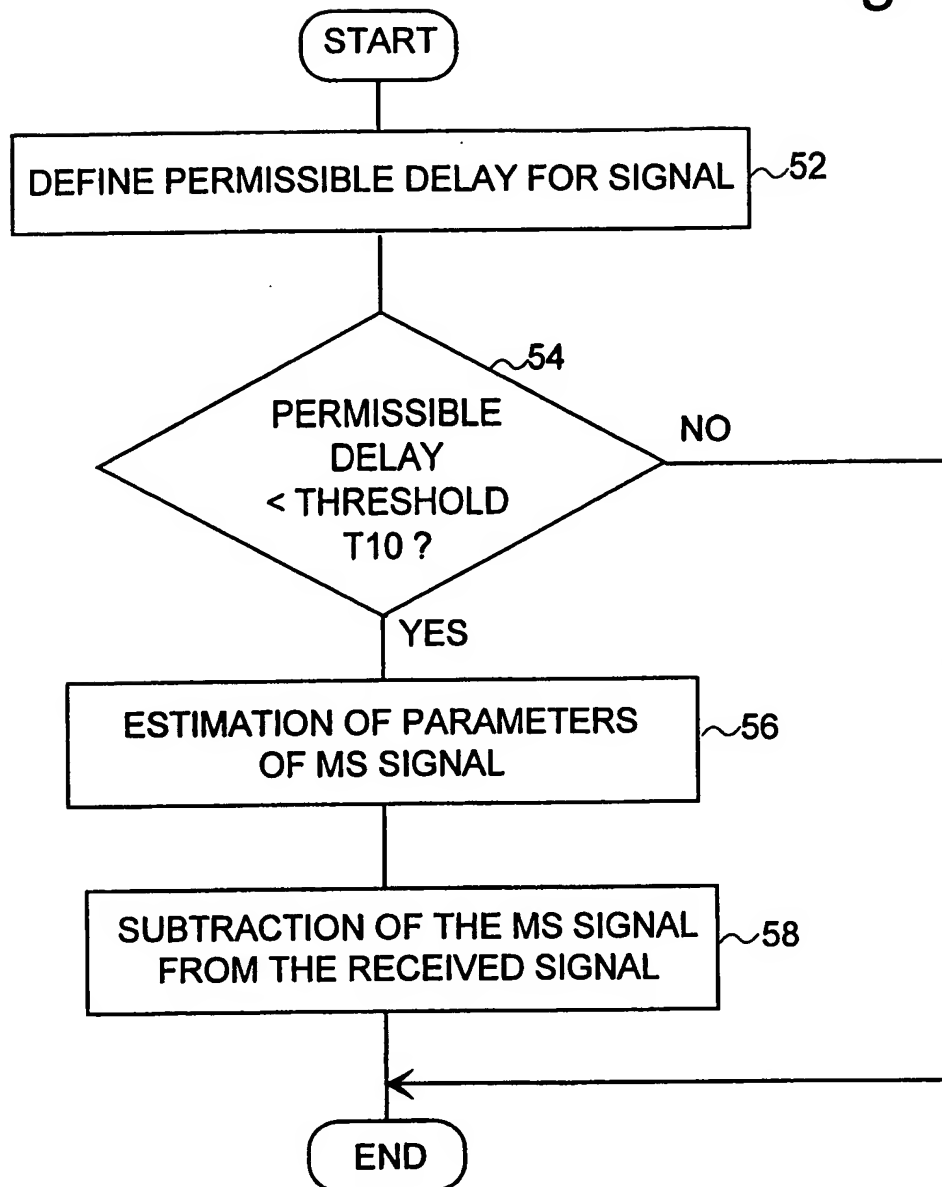 START
DEFINE PERMISSIBLE DELAY FOR SIGNAL
52
54
PERMISSIBLE
DELAY
< THRESHOLD
T10 ?
NO
YES
ESTIMATION OF PARAMETERS
OF MS SIGNAL
56
SUBTRACTION OF THE MS SIGNAL
FROM THE RECEIVED SIGNAL
58
END